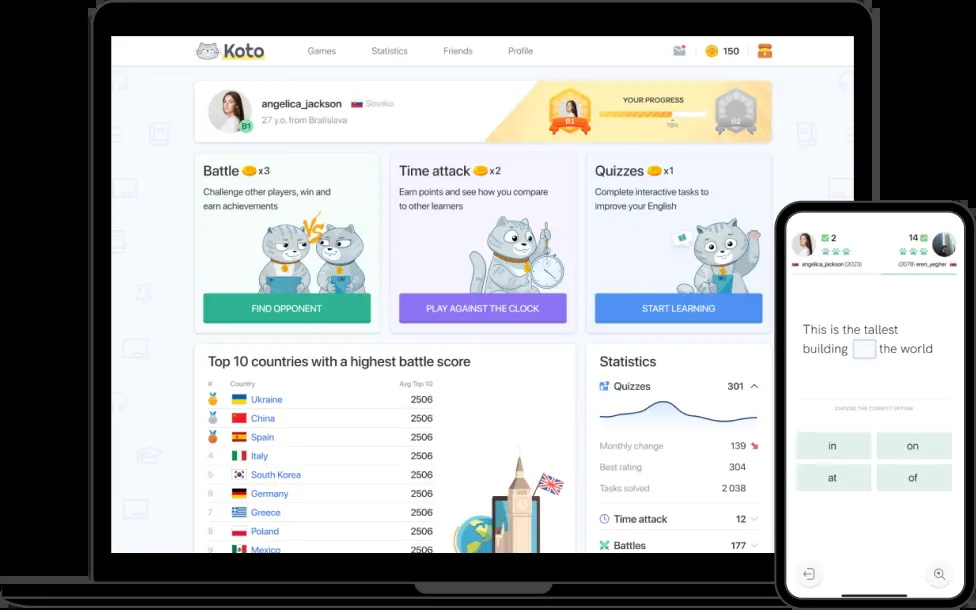 Koto
Games
Statistics
Friends
Profile
150
angelica_jackson
Slovakia
27 y.o. from Bratislava
B1
B1
YOUR PROGRESS
78%
B2
Battle x3
Challenge other players, win and
earn achievements
VS
FIND OPPONENT
Time attack x2
Earn points and see how you compare
to other learners
PLAY AGAINST THE CLOCK
Quizzes x1
Complete interactive tasks to
improve your English
START LEARNING
Top 10 countries with a highest battle score
# Country Avg Top 10
Ukraine 2506
China 2506
Spain 2506
4 Italy 2506
5 South Korea 2506
6 Germany 2506
7 Greece 2506
8 Poland 2506
9 Mexico 2506
Statistics
Quizzes 301
Monthly change 139
Best rating 304
Tasks solved 2 038
Time attack 12
Battles 177
2
14
angelica_jackson (2023)
(2078) eren_yegher
This is the tallest
building the world
CHOOSE THE CORRECT OPTION
in
on
at
of